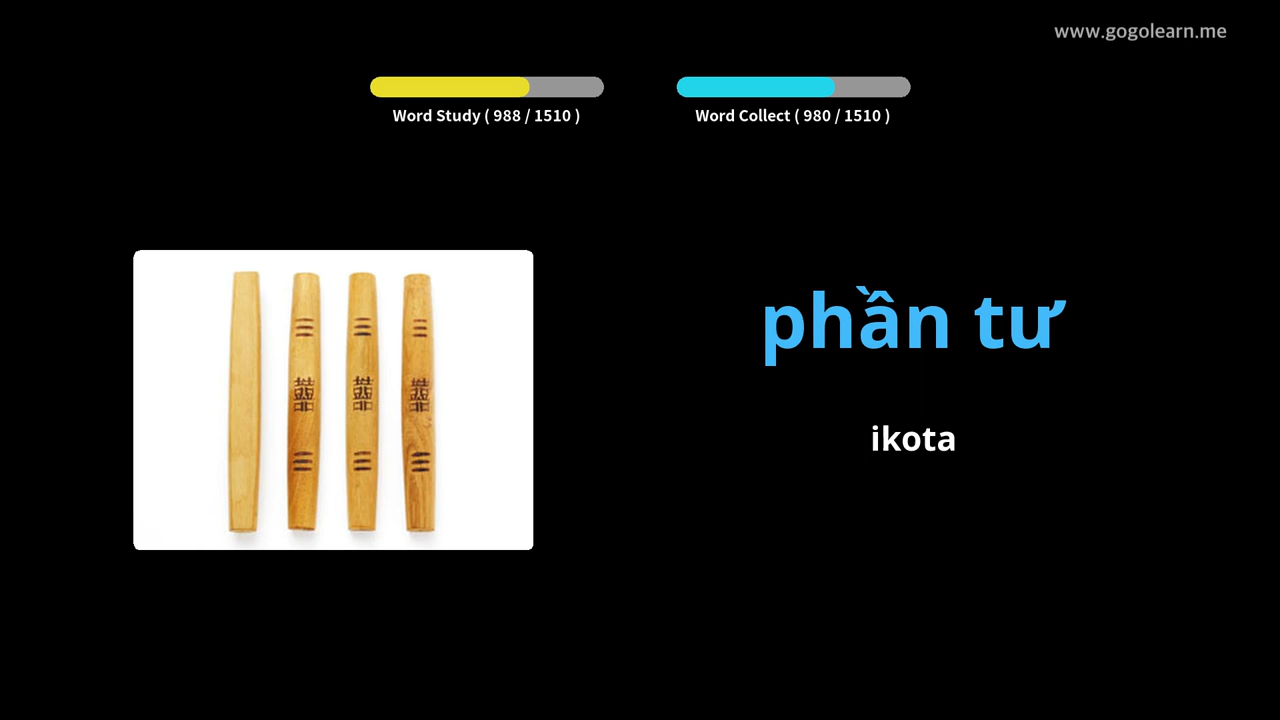 www.gogolearn.me
Word Study ( 988 / 1510 )
Word Collect ( 980 / 1510 )
phần tư
ikota